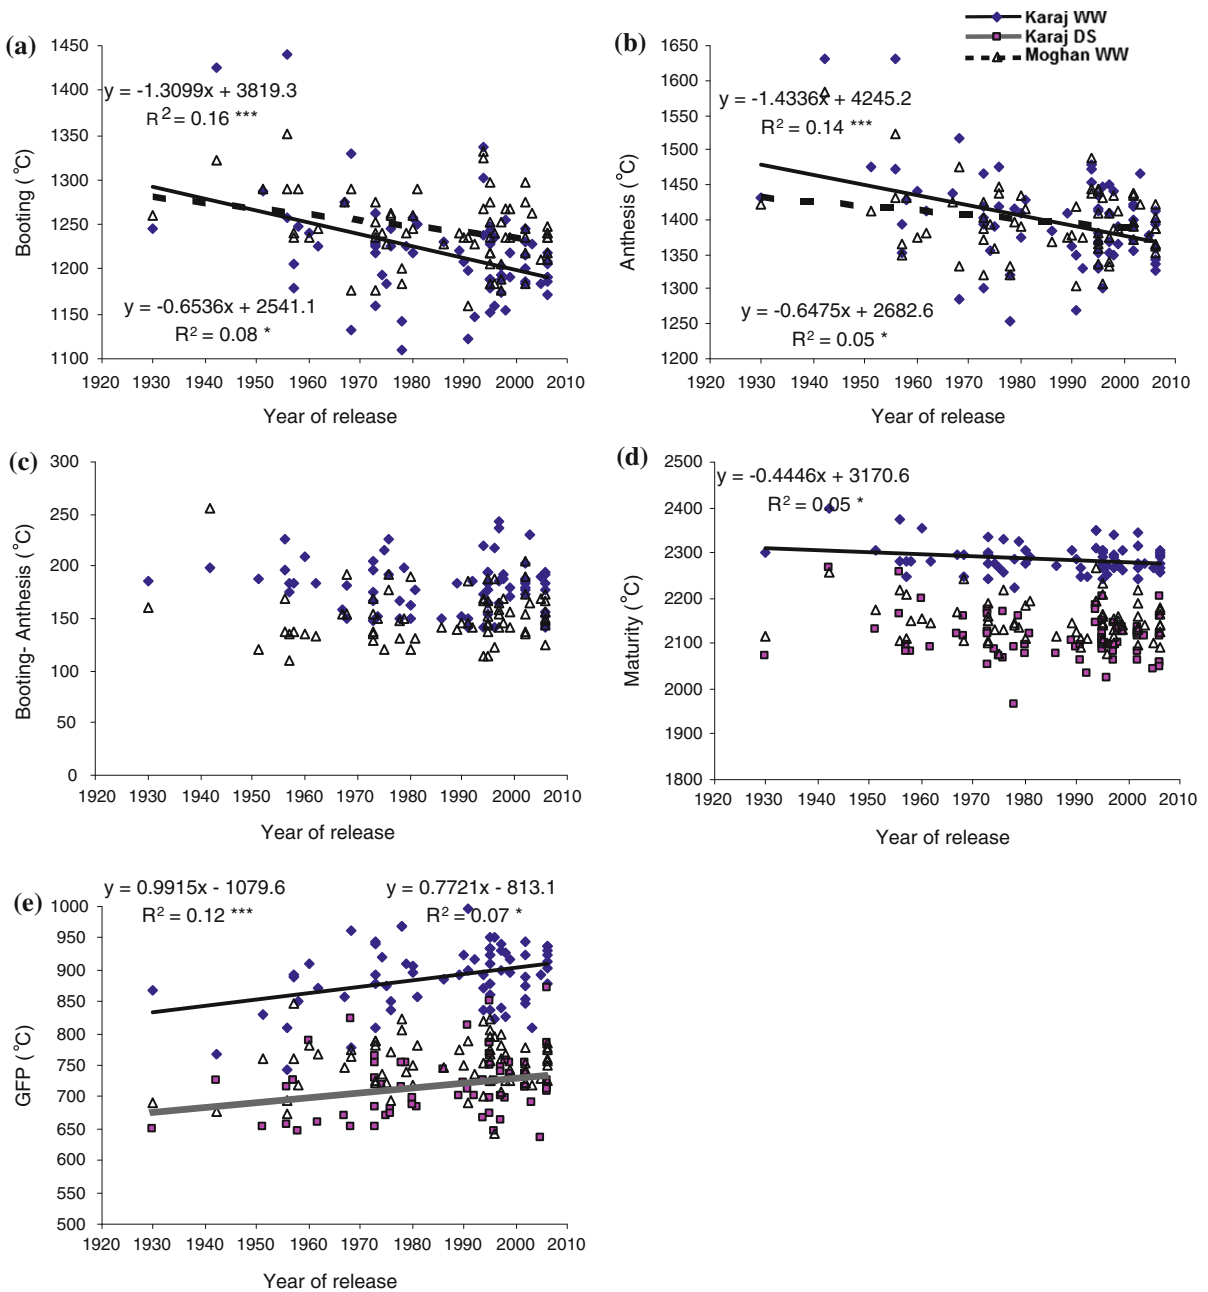 Karaj WW
Karaj DS
Moghan WW
(a)
1450
1400
1350
1300
1250
1200
1150
1100
Booting (°C)
y = -1.3099x + 3819.3
R2 = 0.16 ***
y = -0.6536x + 2541.1
R2 = 0.08 *
1920 1930 1940 1950 1960 1970 1980 1990 2000 2010
Year of release
(b)
1650
1600
1550
1500
1450
1400
1350
1300
1250
1200
Anthesis (°C)
y = -1.4336x + 4245.2
R2 = 0.14 ***
y = -0.6475x + 2682.6
R2 = 0.05 *
1920 1930 1940 1950 1960 1970 1980 1990 2000 2010
Year of release
(c)
300
250
200
150
100
50
0
Booting- Anthesis (°C)
1920 1930 1940 1950 1960 1970 1980 1990 2000 2010
Year of release
(d)
2500
2400
2300
2200
2100
2000
1900
1800
Maturity (°C)
y = -0.4446x + 3170.6
R2 = 0.05 *
1920 1930 1940 1950 1960 1970 1980 1990 2000 2010
Year of release
(e)
1000
950
900
850
800
750
700
650
600
550
500
GFP (°C)
y = 0.9915x - 1079.6
R2 = 0.12 ***
y = 0.7721x - 813.1
R2 = 0.07 *
1920 1930 1940 1950 1960 1970 1980 1990 2000 2010
Year of release